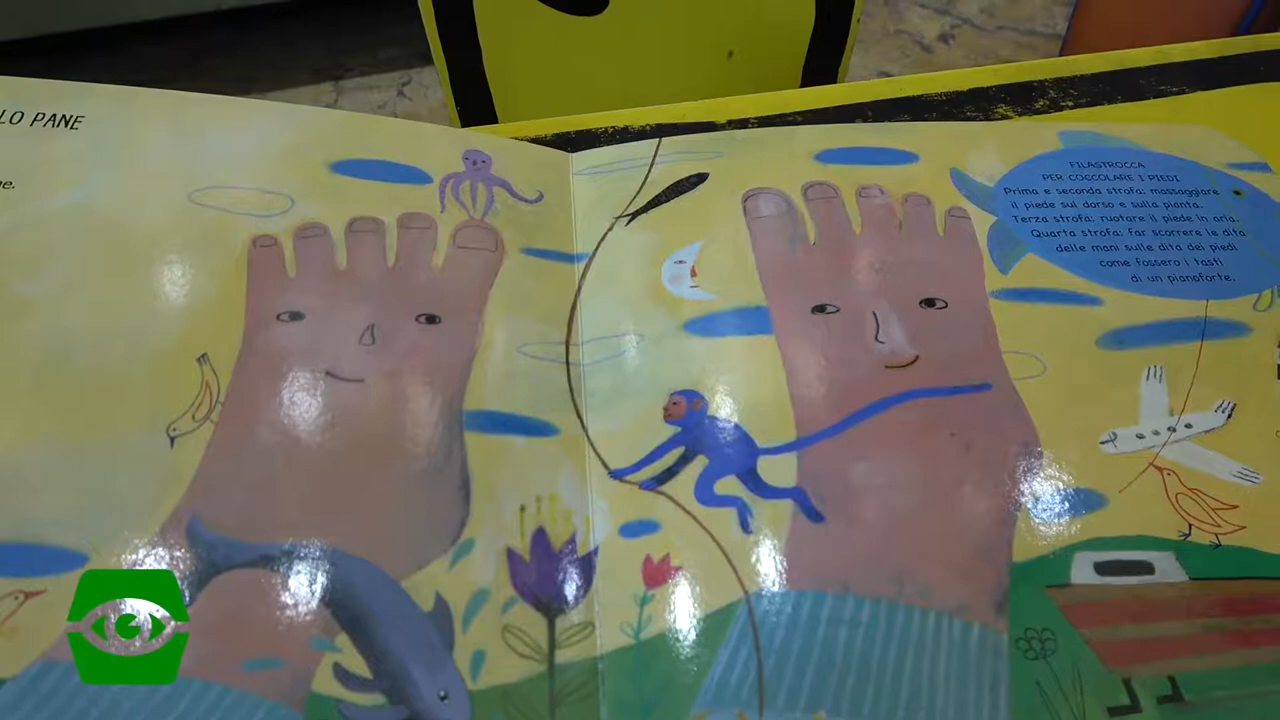 LO PANE
ne.
FILASTROCCA
PER COCCOLARE I PIEDI
Prima e seconda strofa: massaggiare
il piede sul dorso e sulla pianta.
Terza strofa: ruotare il piede in aria.
Quarta strofa: far scorrere le dita
delle mani sulle dita dei piedi
come fossero i tasti
di un pianoforte.